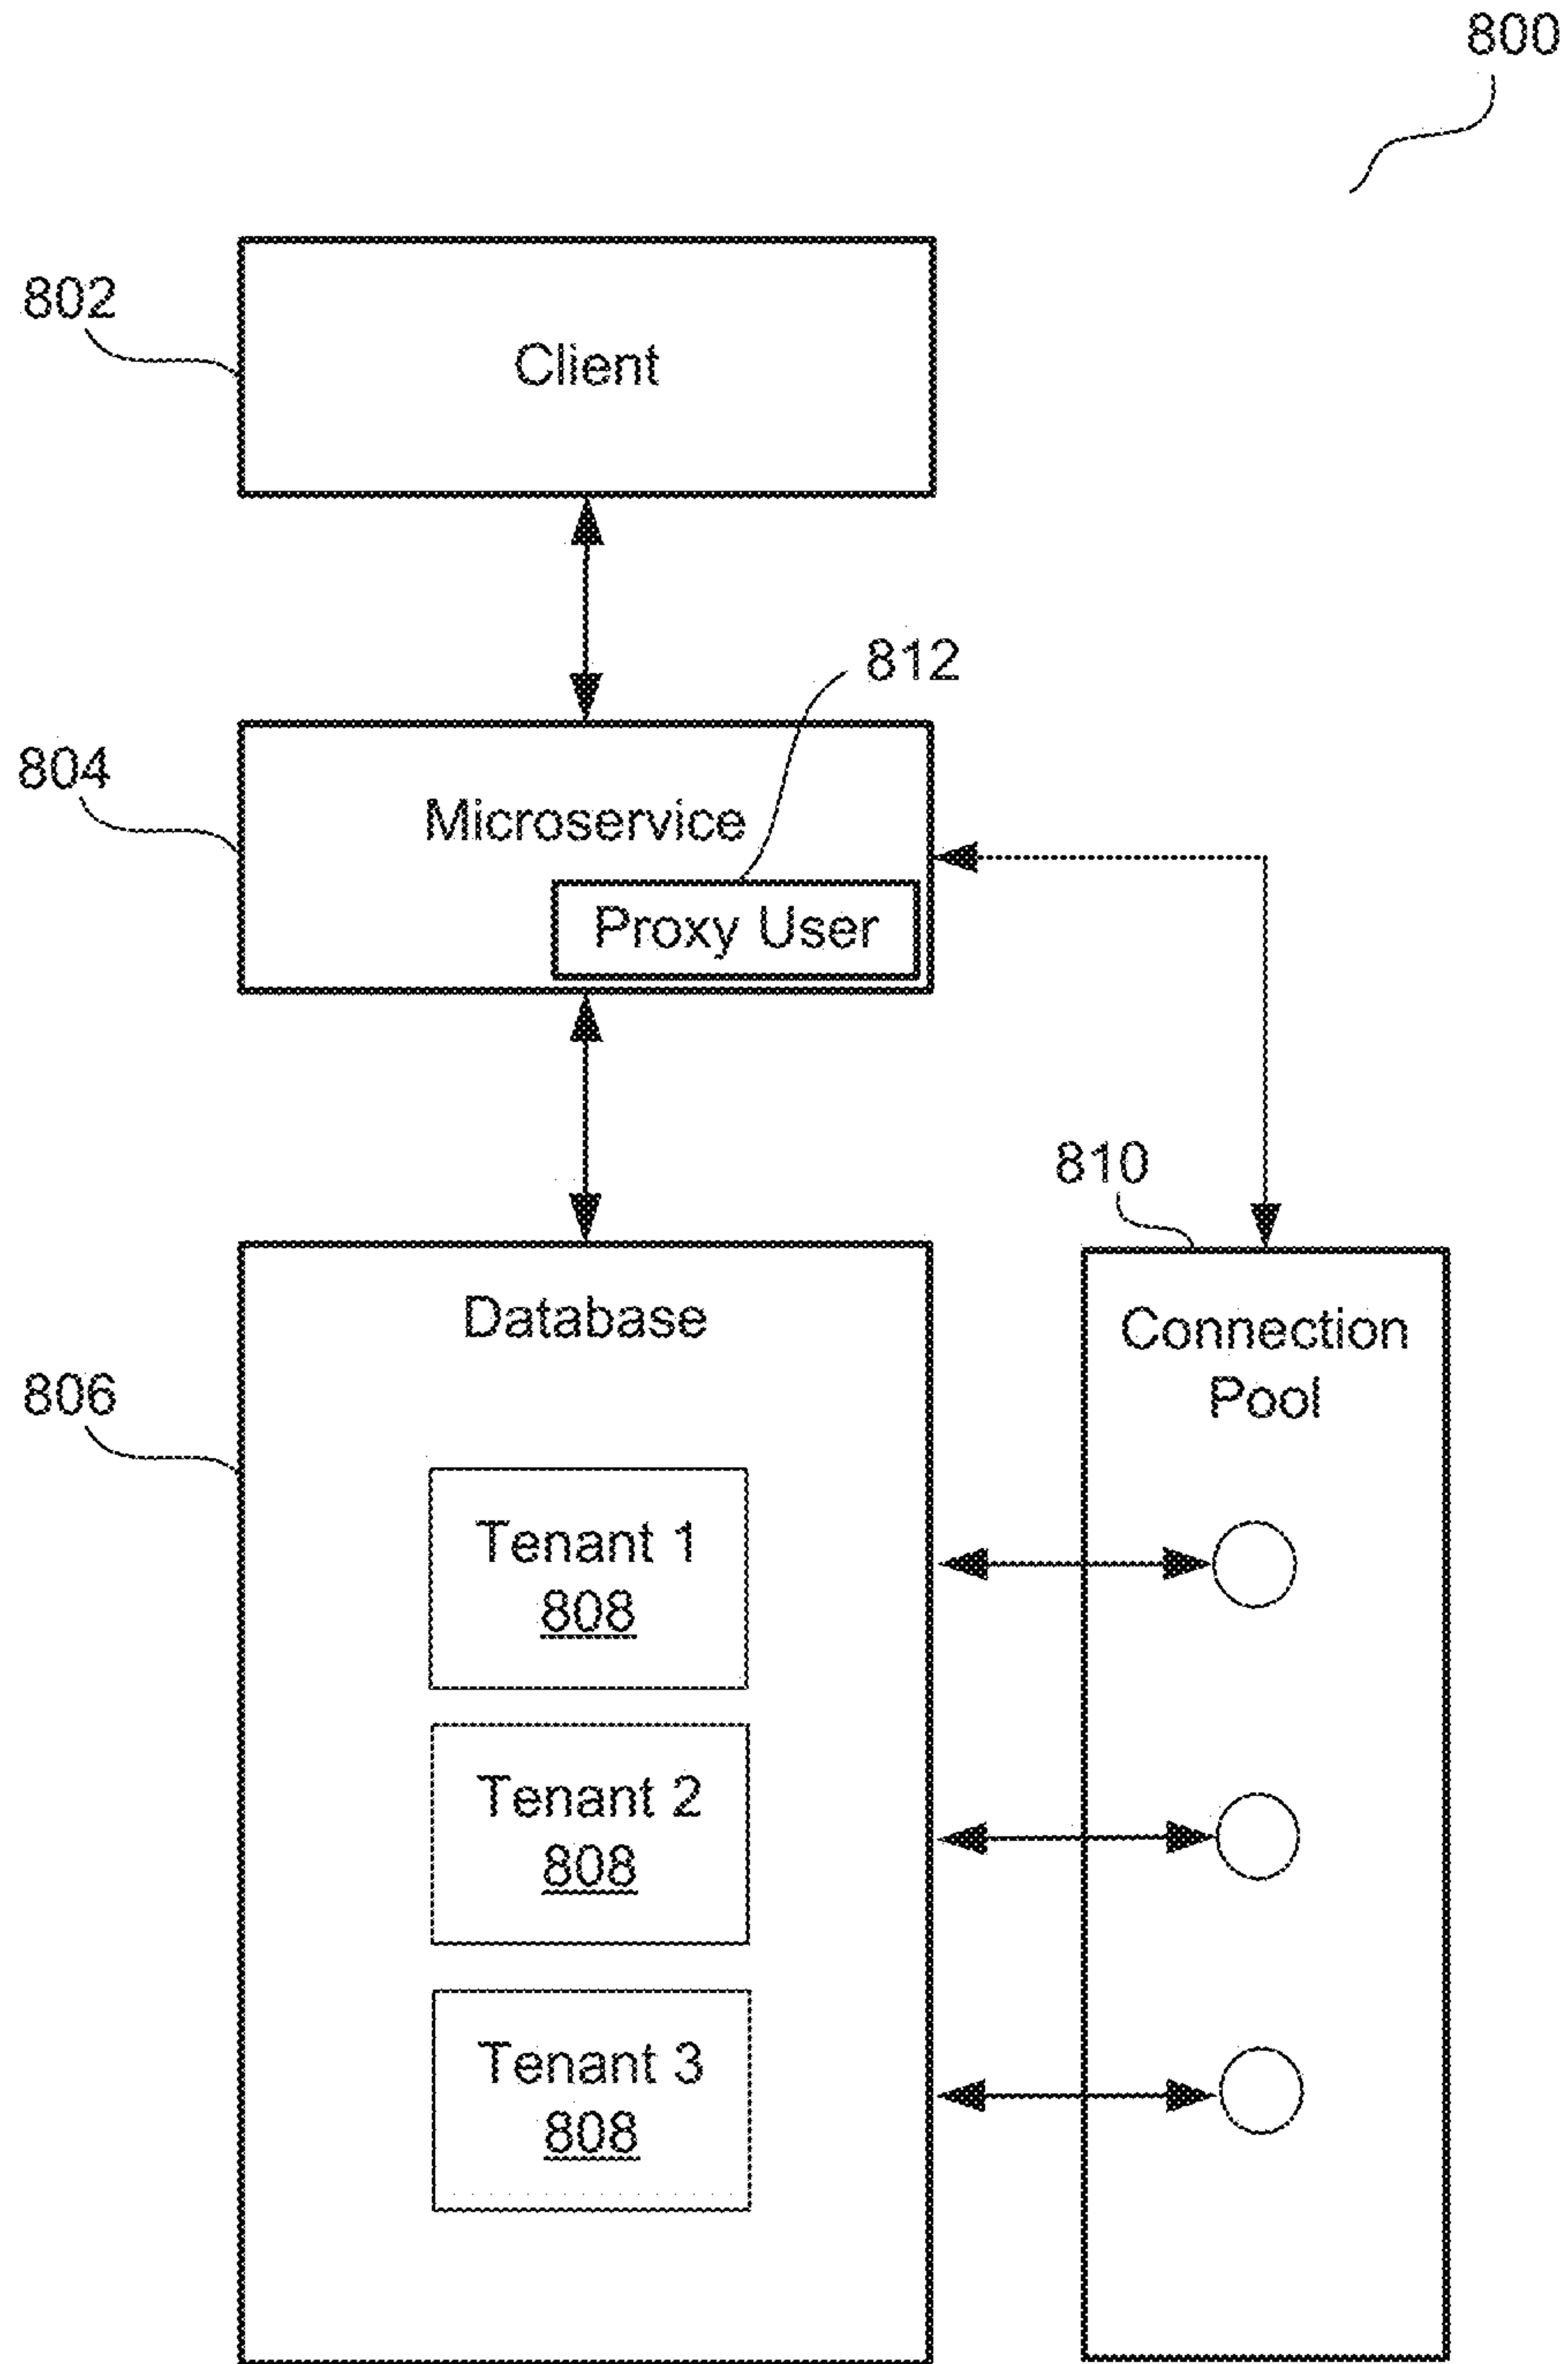 800
802
Client
812
804
Microservice
Proxy User
810
Database
Connection
Pool
806
Tenant 1
808
Tenant 2
808
Tenant 3
808